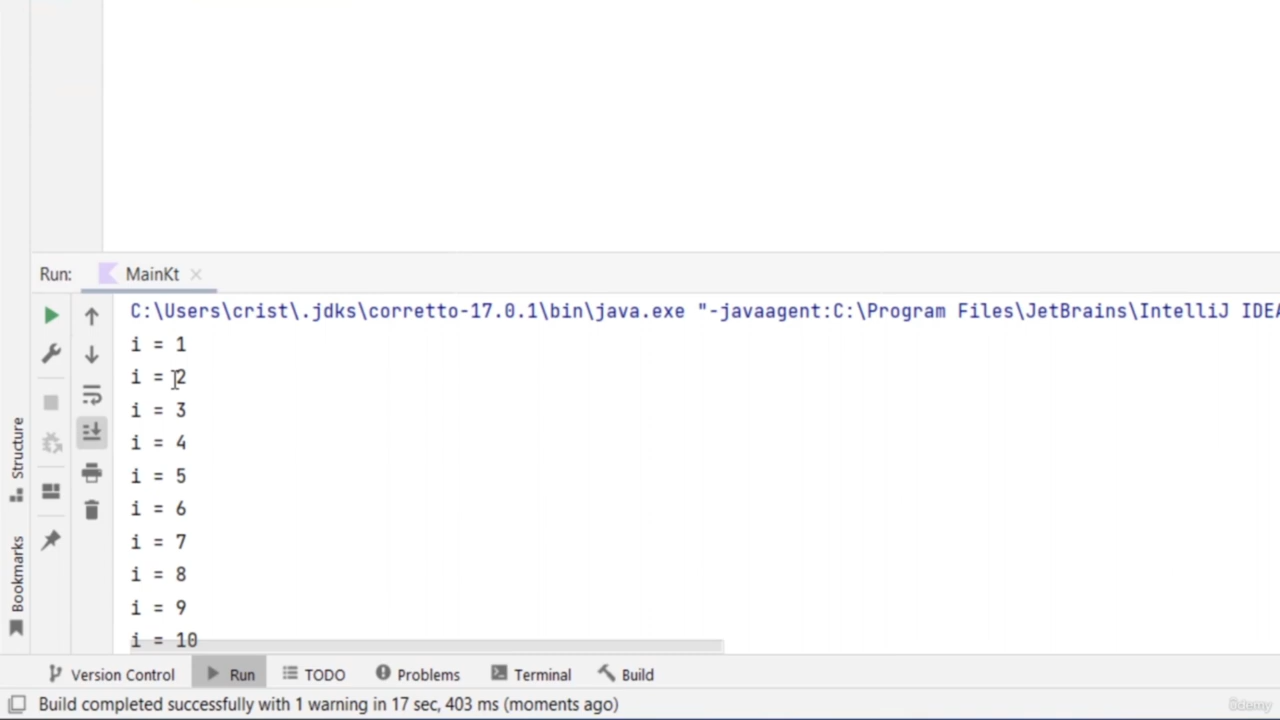 Run: MainKt
C:\Users\crist\.jdks\corretto-17.0.1\bin\java.exe "-javaagent:C:\Program Files\JetBrains\IntelliJ IDEA
i = 1
i = 2
i = 3
i = 4
i = 5
i = 6
i = 7
i = 8
i = 9
i = 10
Structure
Bookmarks
Version Control Run TODO Problems Terminal Build
Build completed successfully with 1 warning in 17 sec, 403 ms (moments ago)
ûdemy